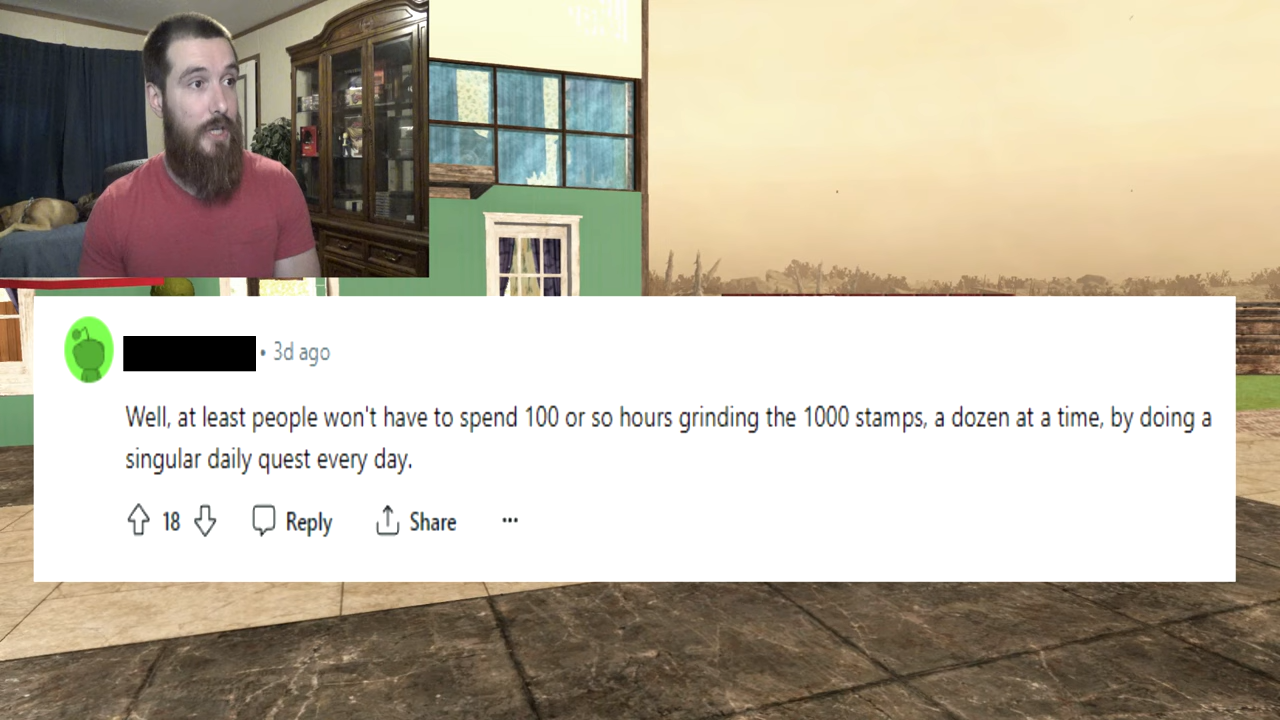 • 3d ago
Well, at least people won't have to spend 100 or so hours grinding the 1000 stamps, a dozen at a time, by doing a
singular daily quest every day.
18 Reply Share ...